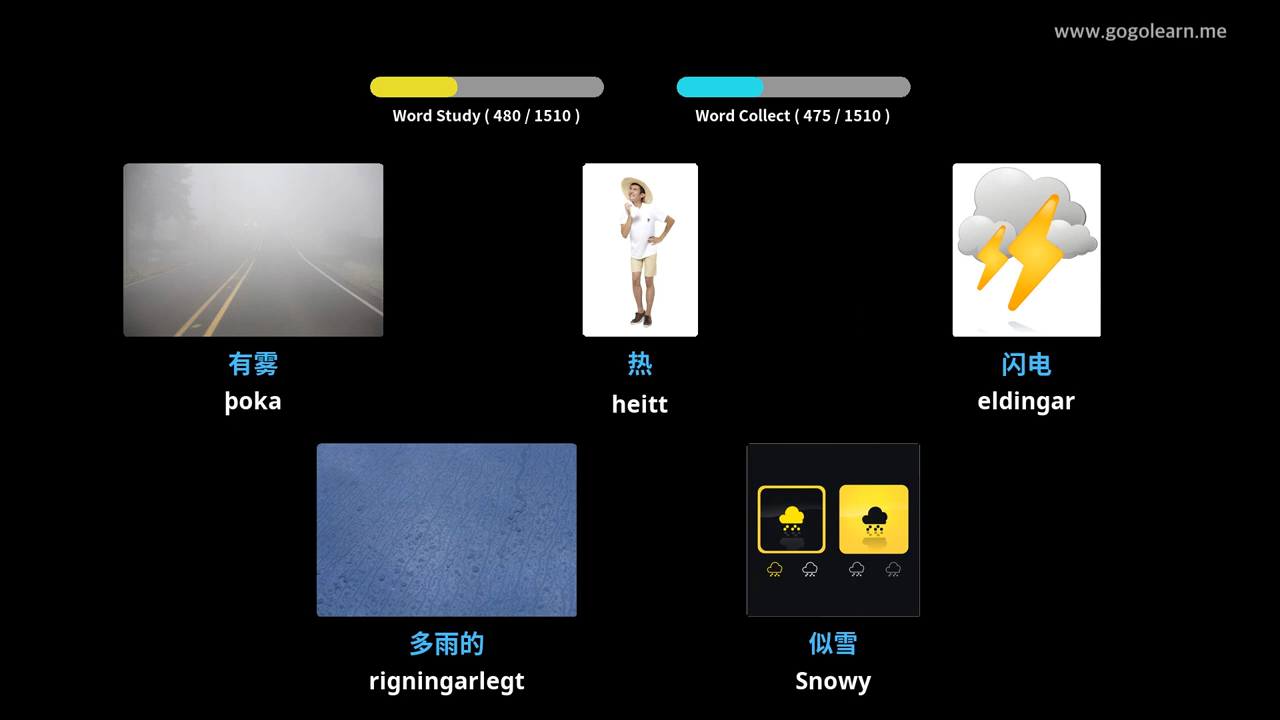 www.gogolearn.me
Word Study ( 480 / 1510 )
Word Collect ( 475 / 1510 )
有雾
þoka
热
heitt
闪电
eldingar
多雨的
rigningarlegt
似雪
Snowy